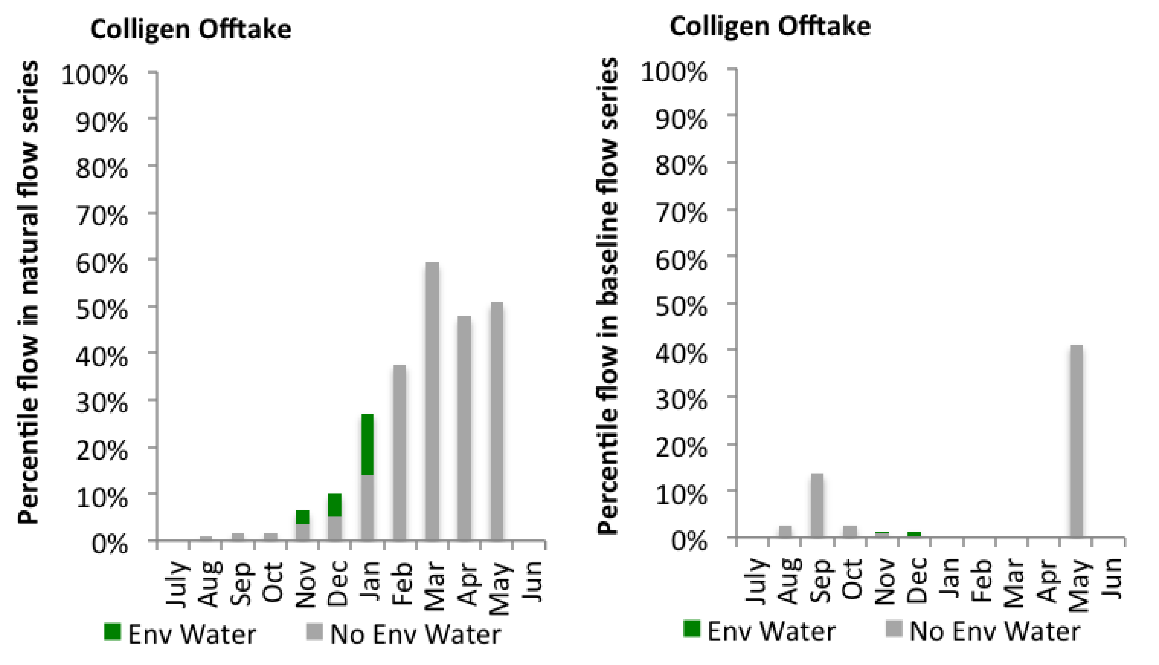 Colligen Offtake
Percentile flow in natural flow series
100%
90%
80%
70%
60%
50%
40%
30%
20%
10%
0%
July Aug Sep Oct Nov Dec Jan Feb Mar Apr May Jun
Env Water No Env Water
Colligen Offtake
Percentile flow in baseline flow series
100%
90%
80%
70%
60%
50%
40%
30%
20%
10%
0%
July Aug Sep Oct Nov Dec Jan Feb Mar Apr May Jun
Env Water No Env Water